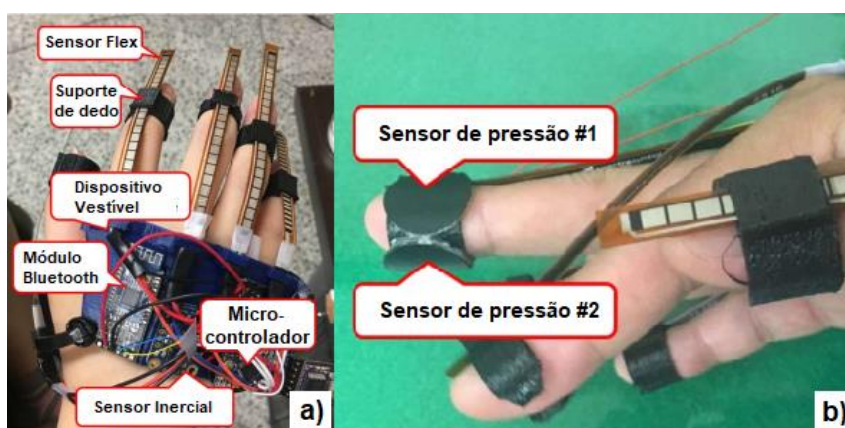 Sensor Flex
Suporte
de dedo
Dispositivo
Vestível
Módulo
Bluetooth
Micro-
controlador
Sensor Inercial
a)
Sensor de pressão #1
Sensor de pressão #2
b)